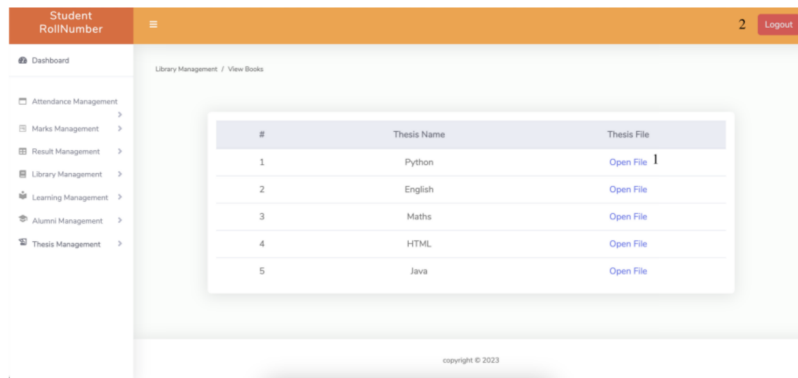 Student
RollNumber
2 Logout
Dashboard
Library Management / View Books
Attendance Management >
Marks Management >
Result Management >
Library Management >
Learning Management >
Alumni Management >
Thesis Management >
# Thesis Name Thesis File
1 Python Open File 1
2 English Open File
3 Maths Open File
4 HTML Open File
5 Java Open File
copyright © 2023